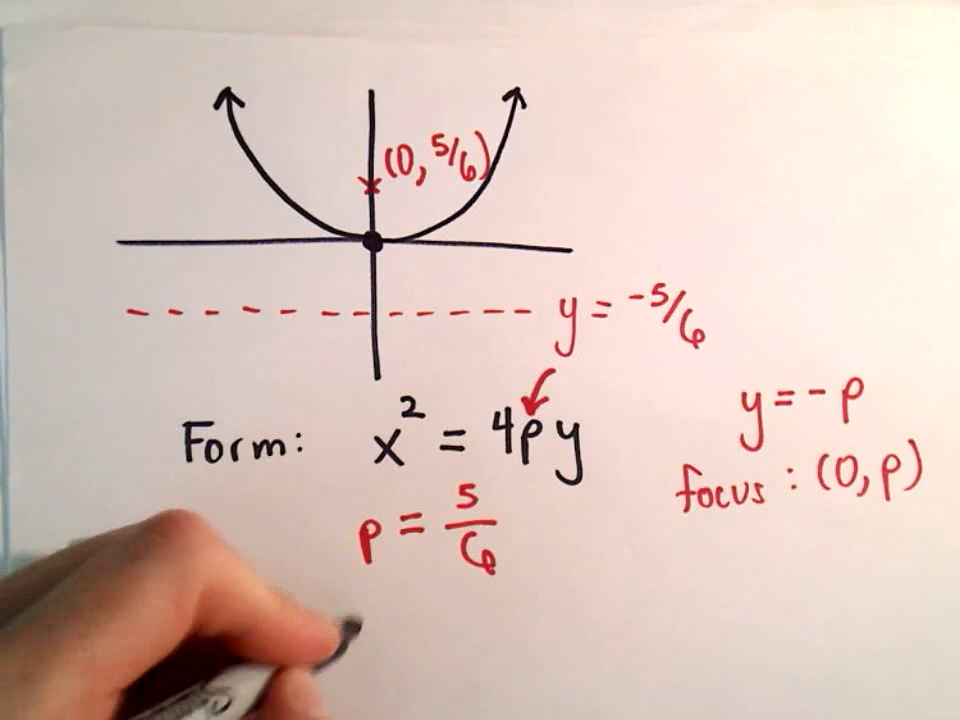 (0, 5/6)
y = -5/6
Form: x² = 4py
y = -p
focus: (0, p)
p = 5/6